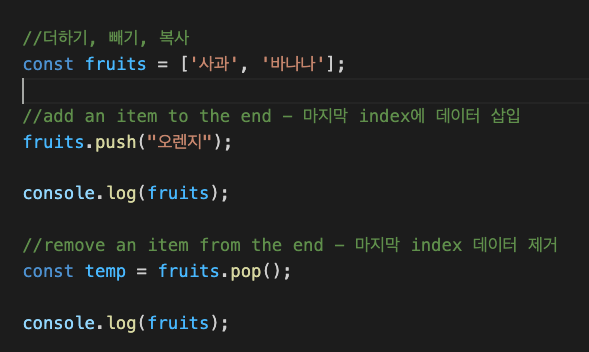 //더하기, 빼기, 복사
const fruits = ['사과', '바나나'];
//add an item to the end - 마지막 index에 데이터 삽입
fruits.push("오렌지");
console.log(fruits);
//remove an item from the end - 마지막 index 데이터 제거
const temp = fruits.pop();
console.log(fruits);